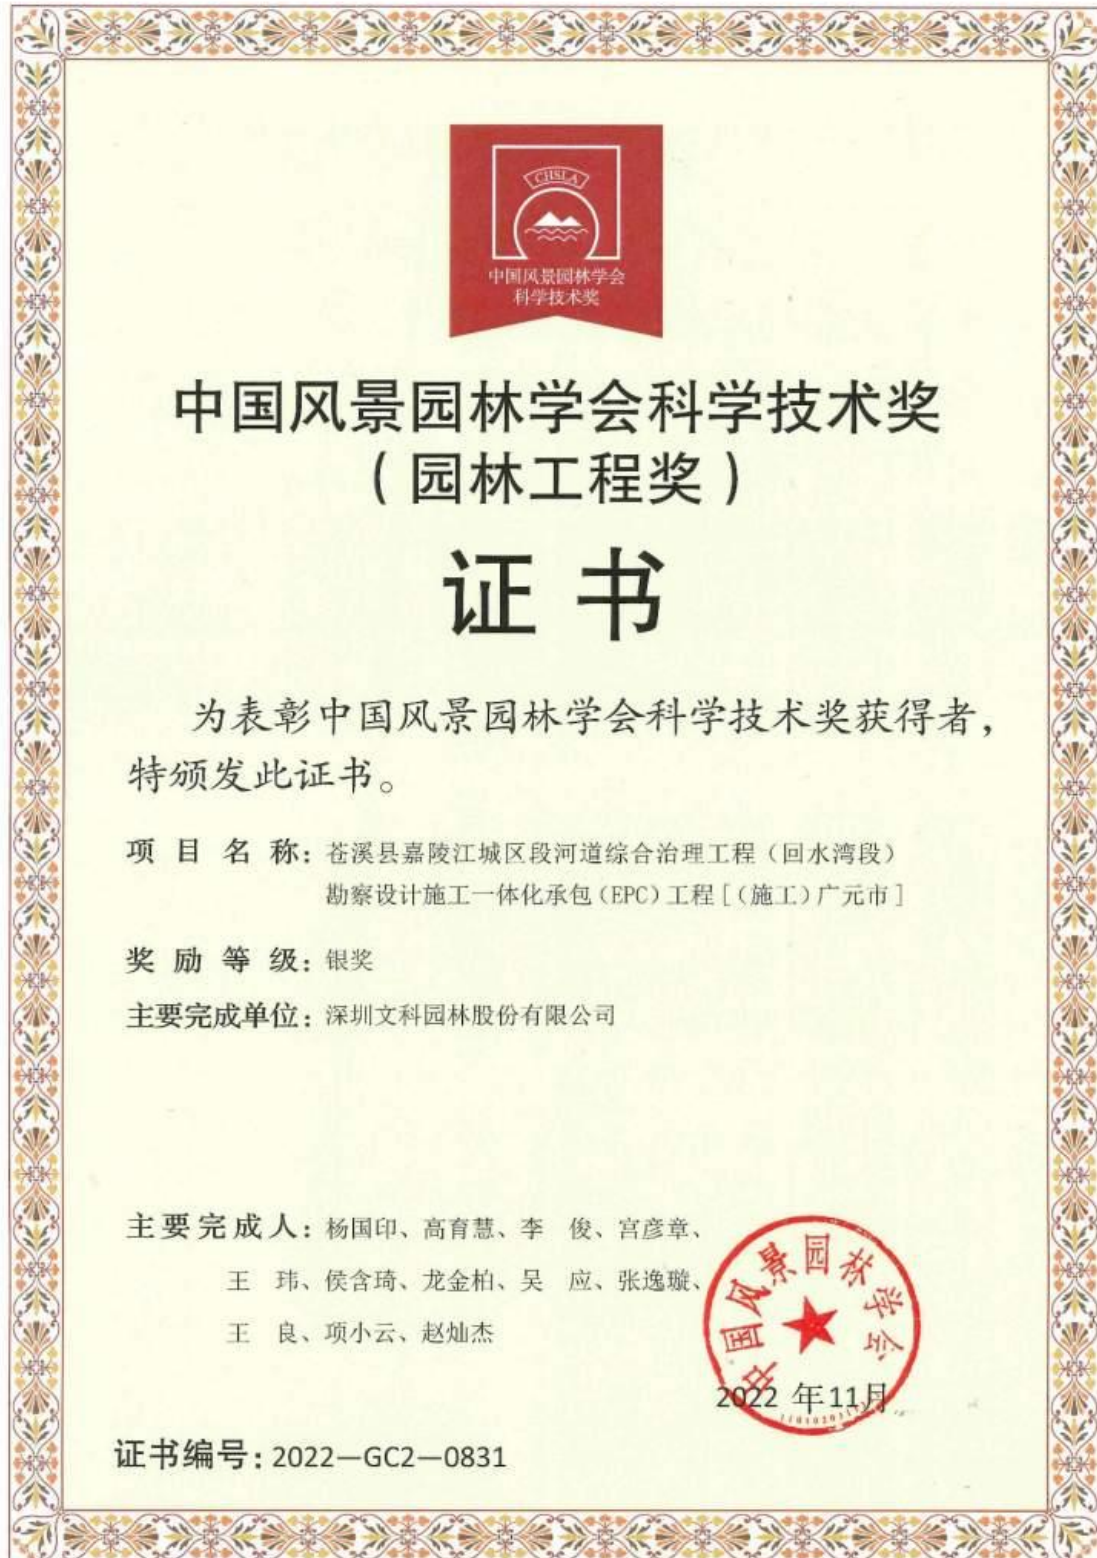 CHSLA
中国风景园林学会
科学技术奖
中国风景园林学会科学技术奖
（园林工程奖）
证书
为表彰中国风景园林学会科学技术奖获得者，
特颁发此证书。
项目名称：苍溪县嘉陵江城区段河道综合治理工程（回水湾段）
勘察设计施工一体化承包（EPC）工程［（施工）广元市］
奖励等级：银奖
主要完成单位：深圳文科园林股份有限公司
主要完成人：杨国印、高育慧、李　俊、宫彦章、
王　玮、侯含琦、龙金柏、吴　应、张逸璇、
王　良、项小云、赵灿杰
中国风景园林学会
2022 年11月
证书编号：2022—GC2—0831